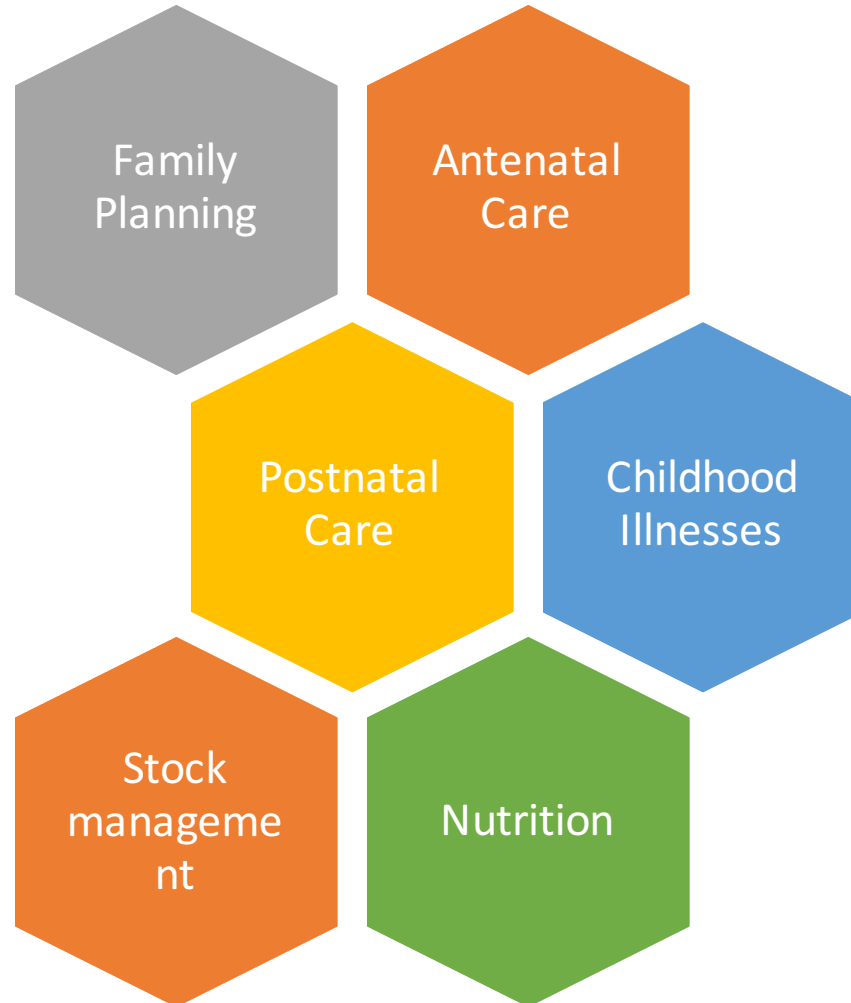 Family
Planning
Antenatal
Care
Postnatal
Care
Childhood
Illnesses
Stock
manageme
nt
Nutrition